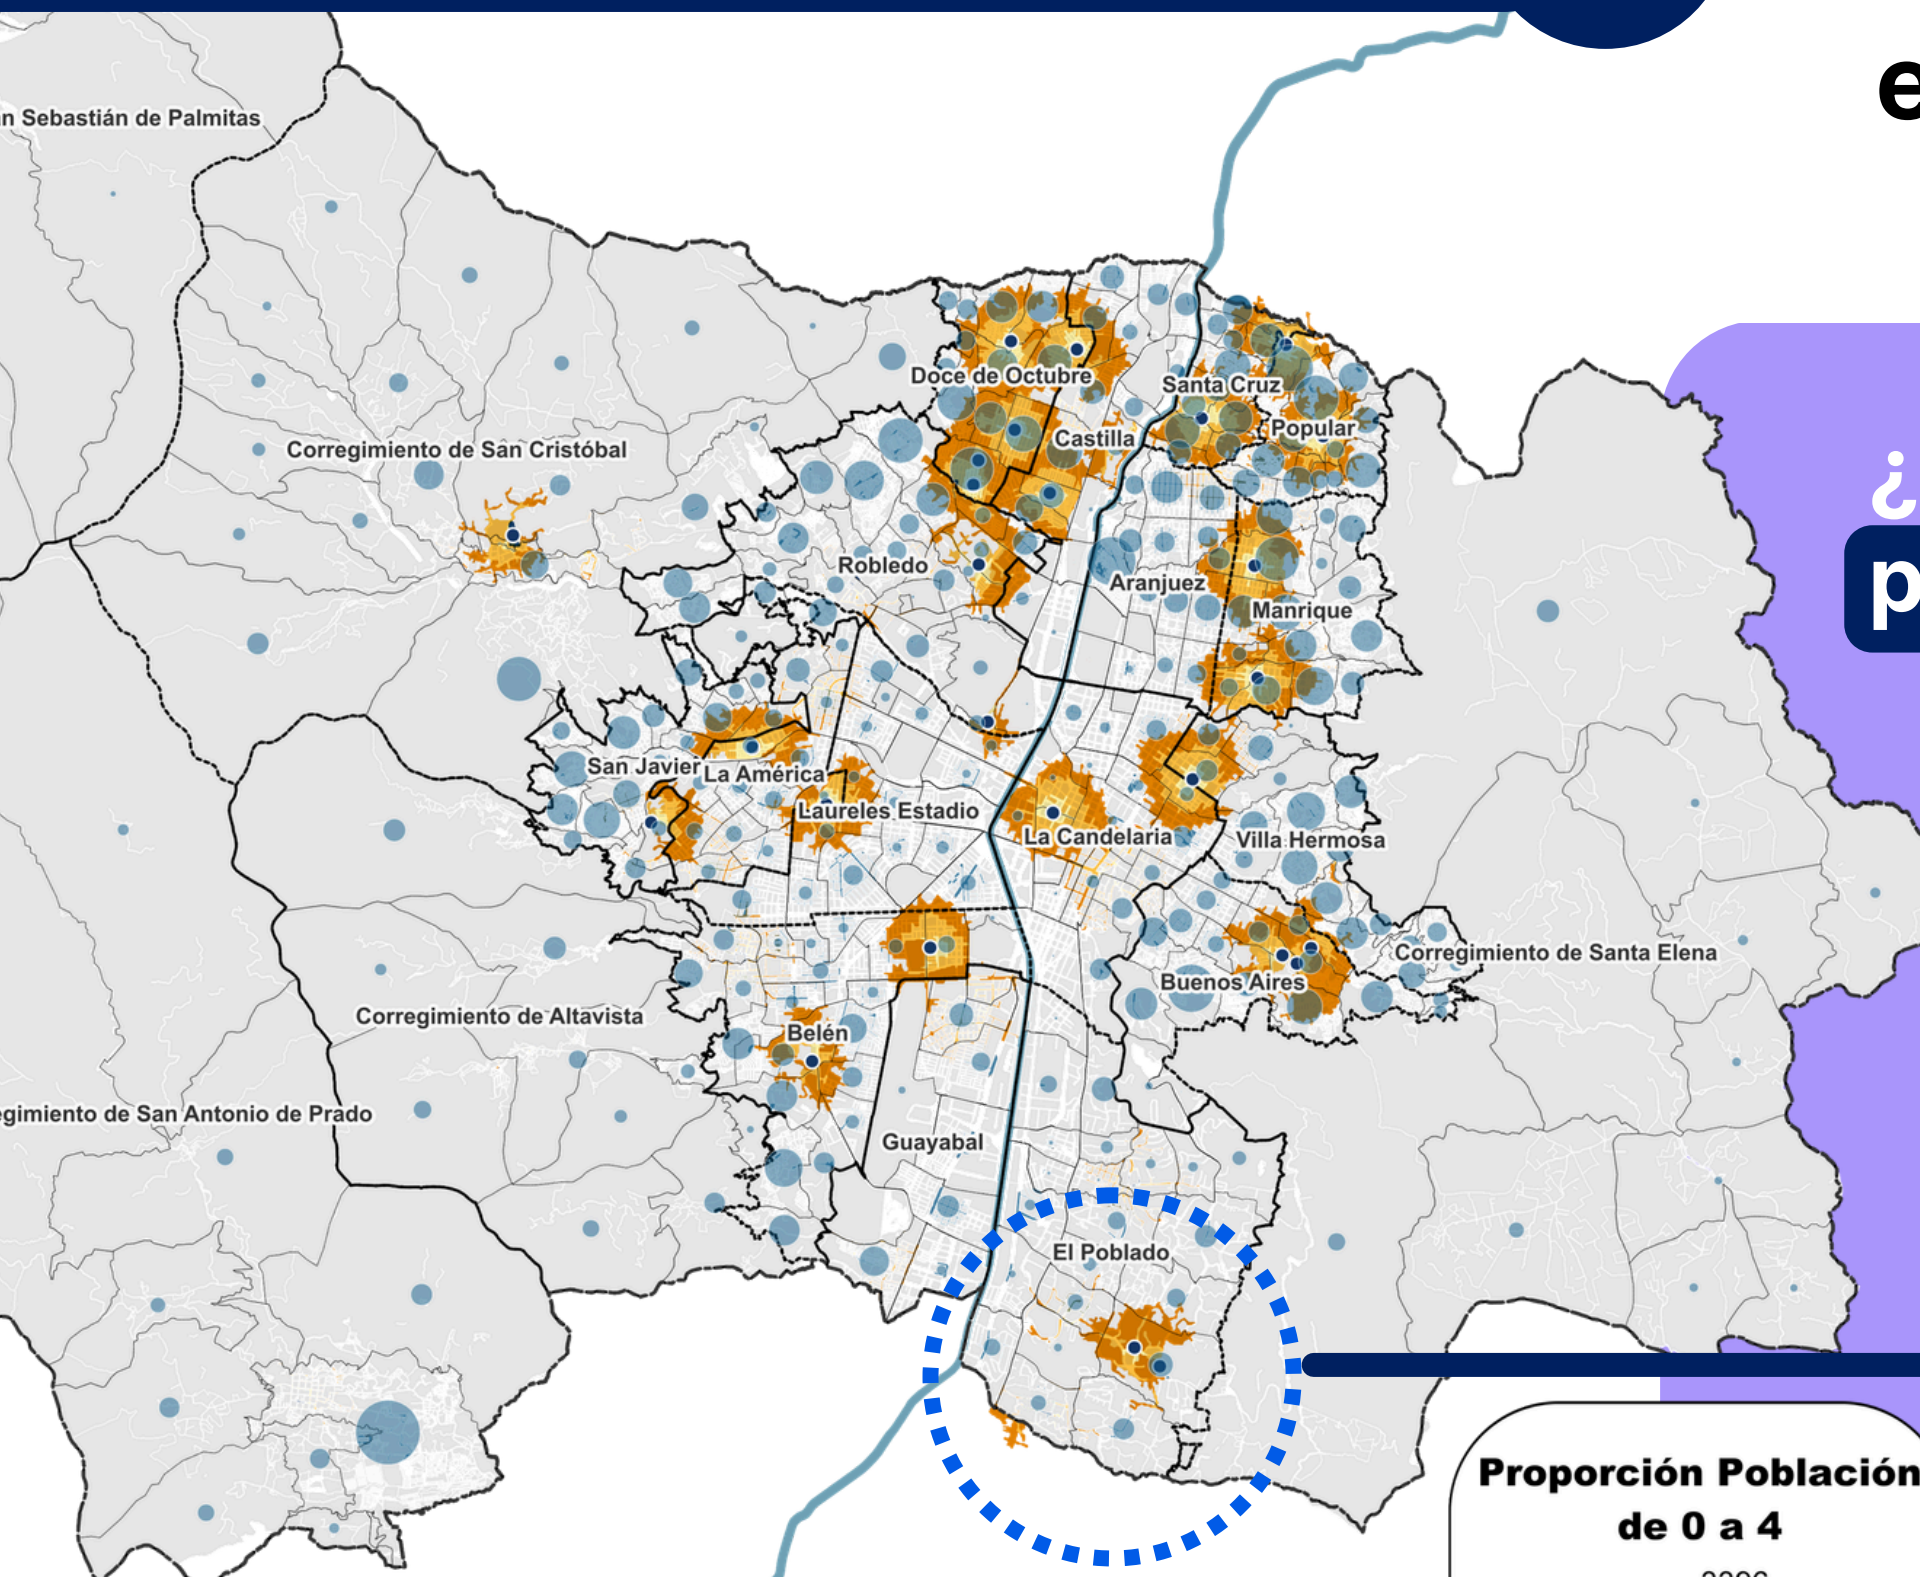 e
n Sebastián de Palmitas
Doce de Octubre
Santa Cruz
Popular
Castilla
Corregimiento de San Cristóbal
¿
p
Robledo
Aranjuez
Manrique
San Javier
La América
Laureles Estadio
La Candelaria
Villa Hermosa
Corregimiento de Santa Elena
Buenos Aires
Corregimiento de Altavista
Belén
egimiento de San Antonio de Prado
Guayabal
El Poblado
Proporción Población
de 0 a 4